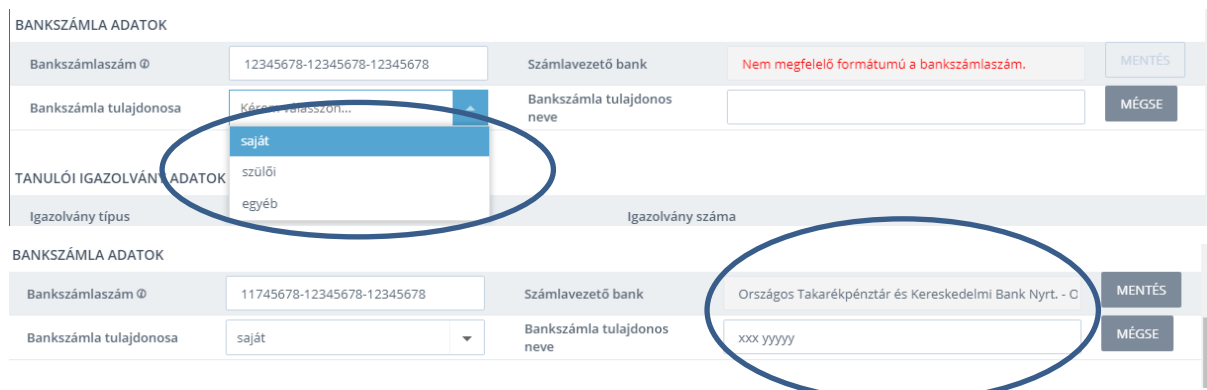 BANKSZÁMLA ADATOK
Bankszámlaszám 12345678-12345678-12345678 Számlavezető bank Nem megfelelő formátumú a bankszámlaszám. MENTÉS
Bankszámla tulajdonosa Kérem válasszon... Bankszámla tulajdonos neve MÉGSE
saját
szülői
egyéb
TANULÓI IGAZOLVÁNY ADATOK
Igazolvány típus Igazolvány száma
BANKSZÁMLA ADATOK
Bankszámlaszám 11745678-12345678-12345678 Számlavezető bank Országos Takarékpénztár és Kereskedelmi Bank Nyrt. - O MENTÉS
Bankszámla tulajdonosa saját Bankszámla tulajdonos neve xxx yyyyy MÉGSE